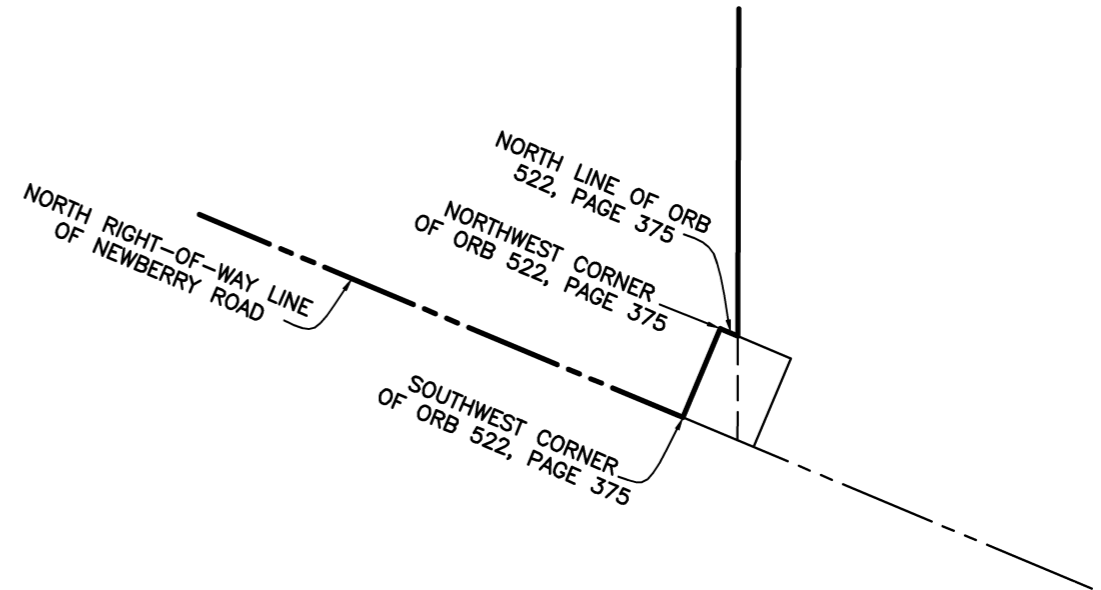 NORTH LINE OF ORB
522, PAGE 375
NORTHWEST CORNER
OF ORB 522, PAGE 375
NORTH RIGHT-OF-WAY LINE
OF NEWBERRY ROAD
SOUTHWEST CORNER
OF ORB 522, PAGE 375